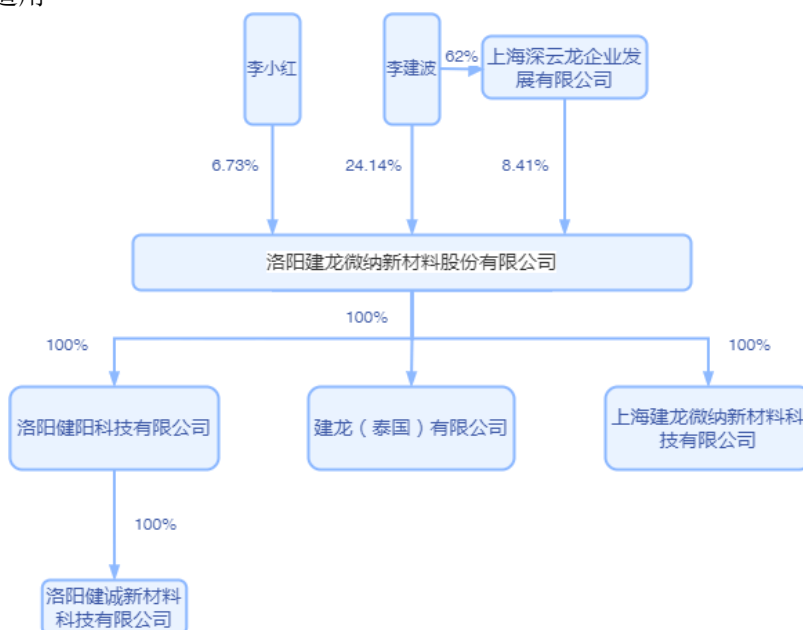 适用
李小红
李建波
62%
上海深云龙企业发
展有限公司
6.73%
24.14%
8.41%
洛阳建龙微纳新材料股份有限公司
100%
100%
100%
洛阳健阳科技有限公司
建龙（泰国）有限公司
上海建龙微纳新材料科
技有限公司
100%
洛阳健诚新材料
科技有限公司